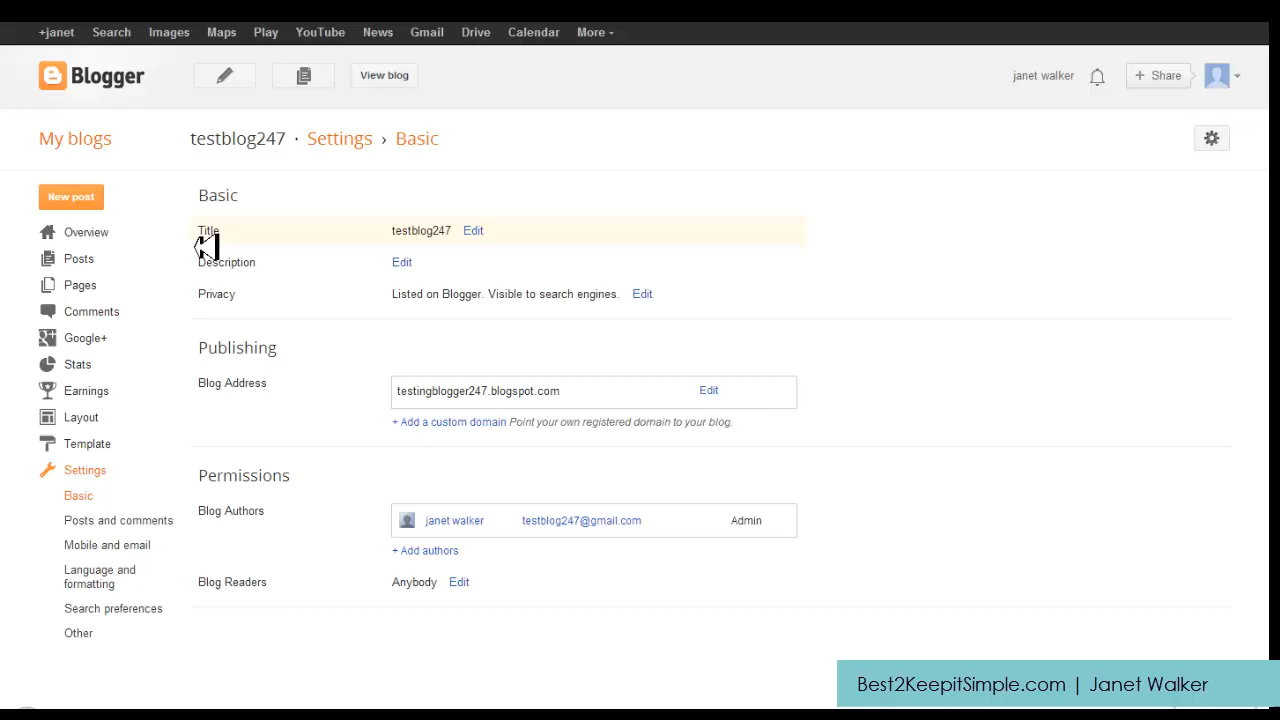 +janet Search Images Maps Play YouTube News Gmail Drive Calendar More
Blogger View blog janet walker + Share
My blogs testblog247 · Settings › Basic
New post
Overview
Posts
Pages
Comments
Google+
Stats
Earnings
Layout
Template
Settings
Basic
Posts and comments
Mobile and email
Language and
formatting
Search preferences
Other
Basic
Title testblog247 Edit
Description Edit
Privacy Listed on Blogger. Visible to search engines. Edit
Publishing
Blog Address testingblogger247.blogspot.com Edit
+ Add a custom domain Point your own registered domain to your blog.
Permissions
Blog Authors janet walker testblog247@gmail.com Admin
+ Add authors
Blog Readers Anybody Edit
Best2KeepitSimple.com | Janet Walker